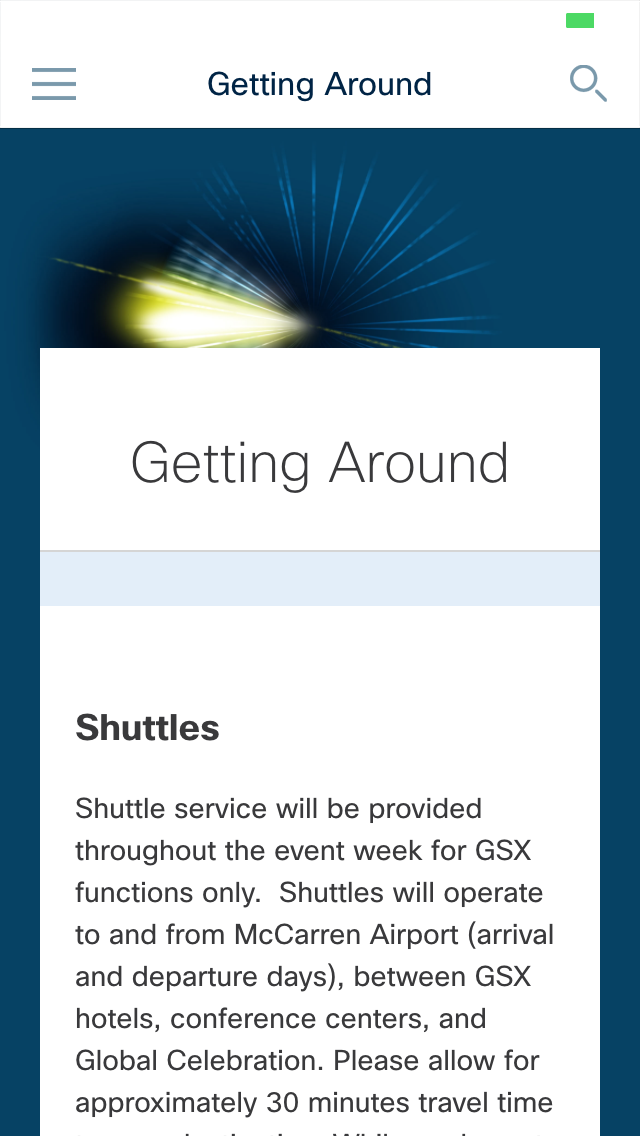 Getting Around
Getting Around
Shuttles
Shuttle service will be provided
throughout the event week for GSX
functions only.  Shuttles will operate
to and from McCarren Airport (arrival
and departure days), between GSX
hotels, conference centers, and
Global Celebration. Please allow for
approximately 30 minutes travel time